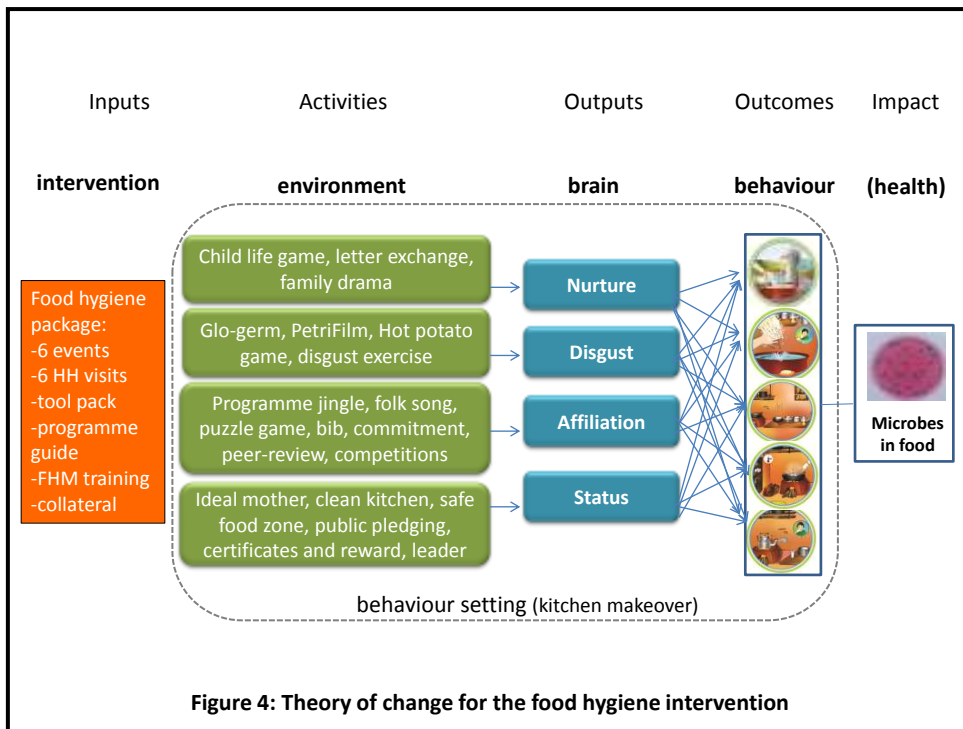 Inputs Activities Outputs Outcomes Impact
intervention environment brain behaviour (health)
Food hygiene
package:
-6 events
-6 HH visits
-tool pack
-programme
guide
-FHM training
-collateral
Child life game, letter exchange,
family drama
Glo-germ, PetriFilm, Hot potato
game, disgust exercise
Programme jingle, folk song,
puzzle game, bib, commitment,
peer-review, competitions
Ideal mother, clean kitchen, safe
food zone, public pledging,
certificates and reward, leader
Nurture
Disgust
Affiliation
Status
Microbes
in food
behaviour setting (kitchen makeover)
Figure 4: Theory of change for the food hygiene intervention